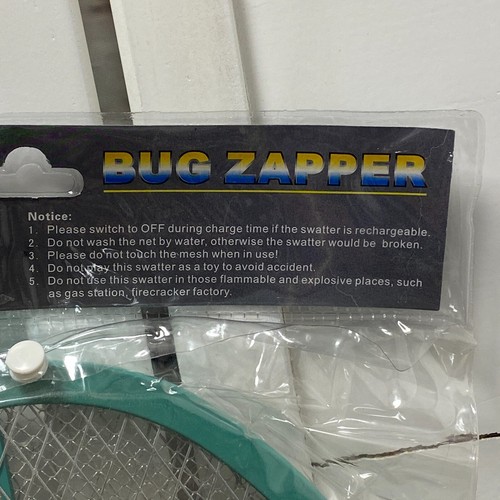 BUG ZAPPER
Notice:
1. Please switch to OFF during charge time if the swatter is rechargeable.
2. Do not wash the net by water, otherwise the swatter would be broken.
3. Please do not touch the mesh when in use!
4. Do not play this swatter as a toy to avoid accident.
5. Do not use this swatter in those flammable and explosive places, such
as gas station, firecracker factory.